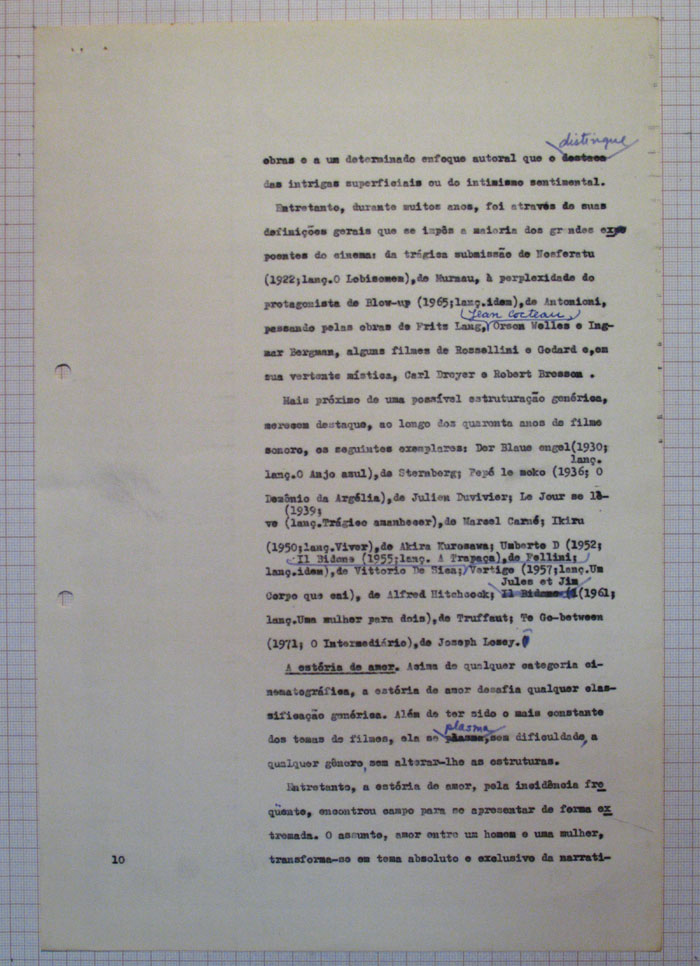 distingue
obras e a um determinado enfoque autoral que o destaca
das intrigas superficiais ou do intimismo sentimental.
Entretanto, durante muitos anos, foi através de suas
definições gerais que se impôs a maioria dos grandes expo
poentes do cinema: da trágica submissão de Nosferatu
(1922;lanç.O Lobisomem),de Murnau, à perplexidade do
protagonista de Blow-up (1965;lanç.idem),de Antonioni,
(Jean Cocteau,)
passando pelas obras de Fritz Lang, Orson Welles e Ing-
mar Bergman, alguns filmes de Rossellini e Godard e,em
sua vertente mística, Carl Dreyer e Robert Bresson .
Mais próximo de uma possível estruturação genérica,
merecem destaque, ao longo dos quarenta anos do filme
sonoro, os seguintes exemplares: Der Blaue engel(1930;
lanç.
lanç.O Anjo azul),de Sternberg; Pepé le moko (1936; O
Demônio da Argélia),de Julien Duvivier; Le Jour se lè-
(1939;
ve (lanç.Trágico amanhecer),de Marcel Carné; Ikiru
(1950;lanç.Viver),de Akira Kurosawa; Umberto D (1952;
Il Bidone (1955;lanç. A Trapaça),de Fellini;
lanç.idem),de Vittorio De Sica; Vertigo (1957;lanç.Um
Jules et Jim
Corpo que cai), de Alfred Hitchcock; Il Bidone (1961;
lanç.Uma mulher para dois),de Truffaut; Te Go-between
(1971; O Intermediário),de Joseph Losey.
A estória de amor. Acima de qualquer categoria ci-
nematográfica, a estória de amor desafia qualquer clas-
sificação genérica. Além de ter sido o mais constante
plasma
dos temas de filmes, ela se plasma,sem dificuldade, a
qualquer gênero, sem alterar-lhe as estruturas.
Entretanto, a estória de amor, pela incidência fre
qüente, encontrou campo para se apresentar de forma ex
tremada. O assunto, amor entre um homem e uma mulher,
10 transforma-se em tema absoluto e exclusivo da narrati-